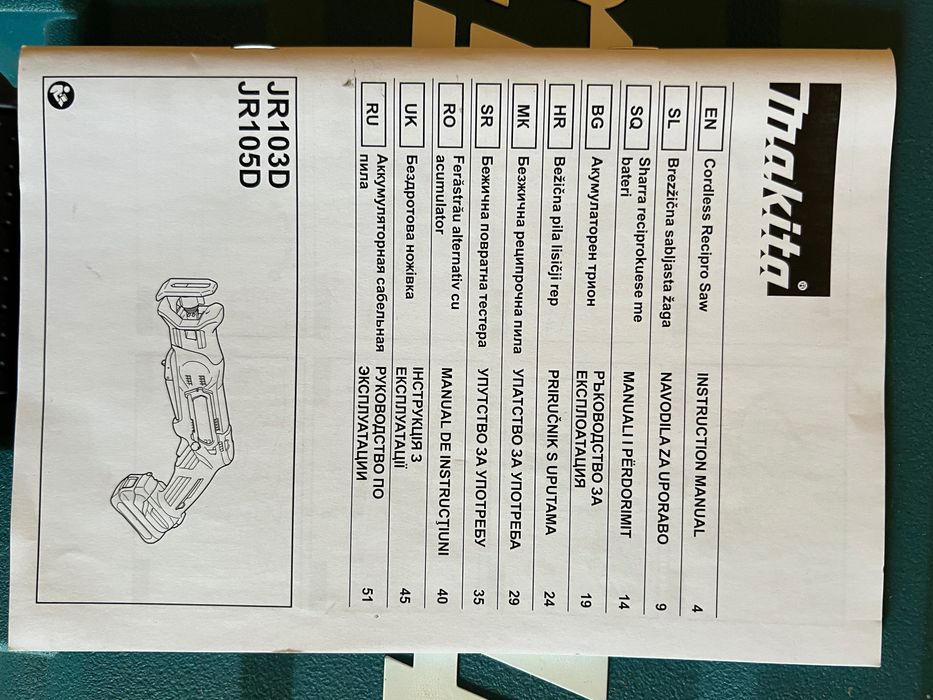 makita®
EN Cordless Recipro Saw INSTRUCTION MANUAL 4
SL Brezžična sabljasta žaga NAVODILA ZA UPORABO 9
SQ Sharra reciprokuese me MANUALI I PËRDORIMIT 14
bateri
BG Акумулаторен трион РЪКОВОДСТВО ЗА 19
ЕКСПЛОАТАЦИЯ
HR Bežična pila lisičji rep PRIRUČNIK S UPUTAMA 24
MK Безжична реципрочна пила УПАТСТВО ЗА УПОТРЕБА 29
SR Бежична повратна тестера УПУТСТВО ЗА УПОТРЕБУ 35
RO Ferăstrău alternativ cu MANUAL DE INSTRUCŢIUNI 40
acumulator
UK Бездротова ножівка ІНСТРУКЦІЯ З 45
ЕКСПЛУАТАЦІЇ
RU Аккумуляторная сабельная РУКОВОДСТВО ПО 51
пила ЭКСПЛУАТАЦИИ
JR103D
JR105D